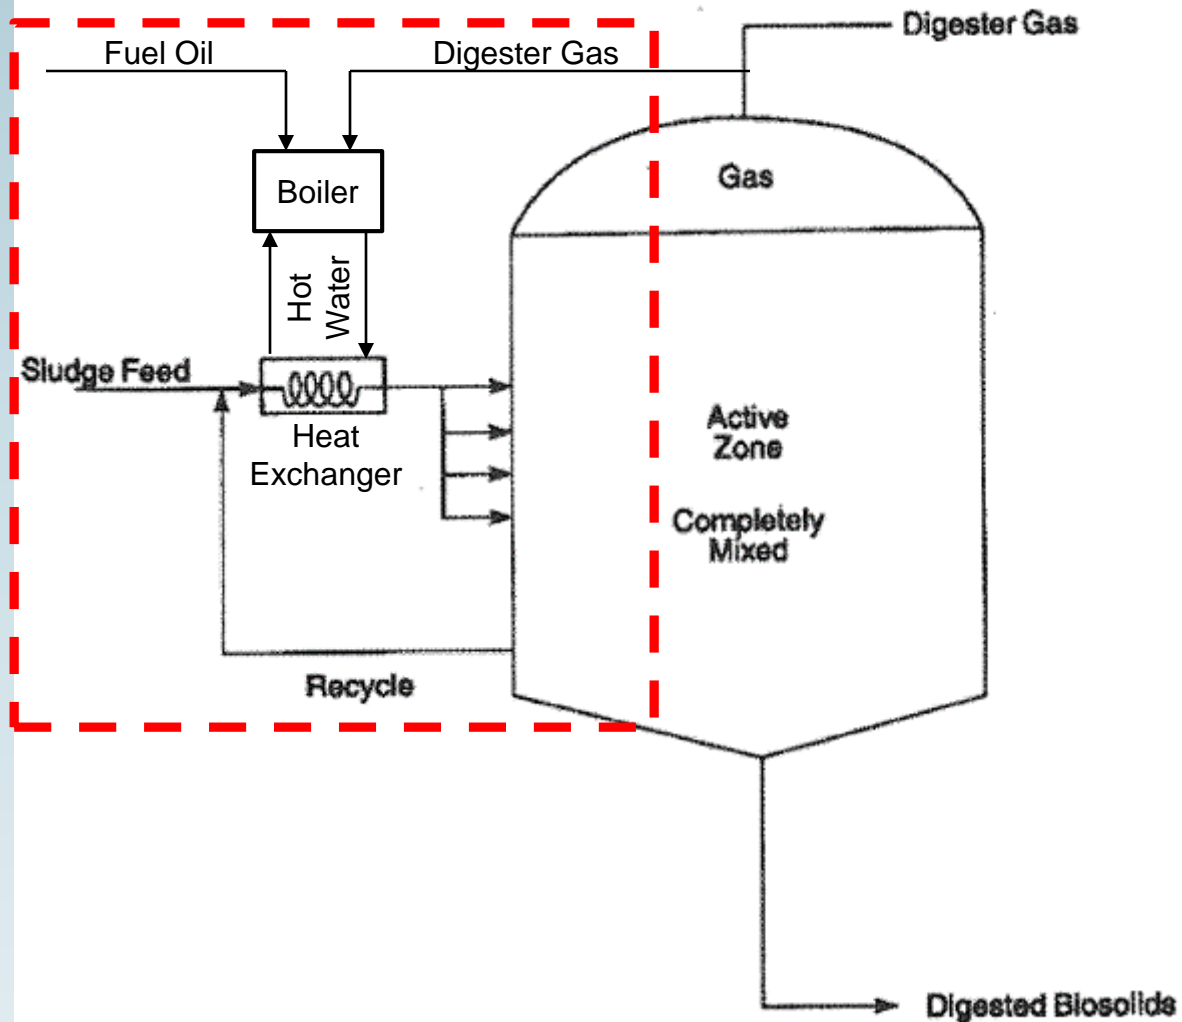 Digester Gas
Fuel Oil
Digester Gas
Boiler
Gas
Hot
Water
Sludge Feed
Heat
Exchanger
Active
Zone
Completely
Mixed
Recycle
Digested Biosolids